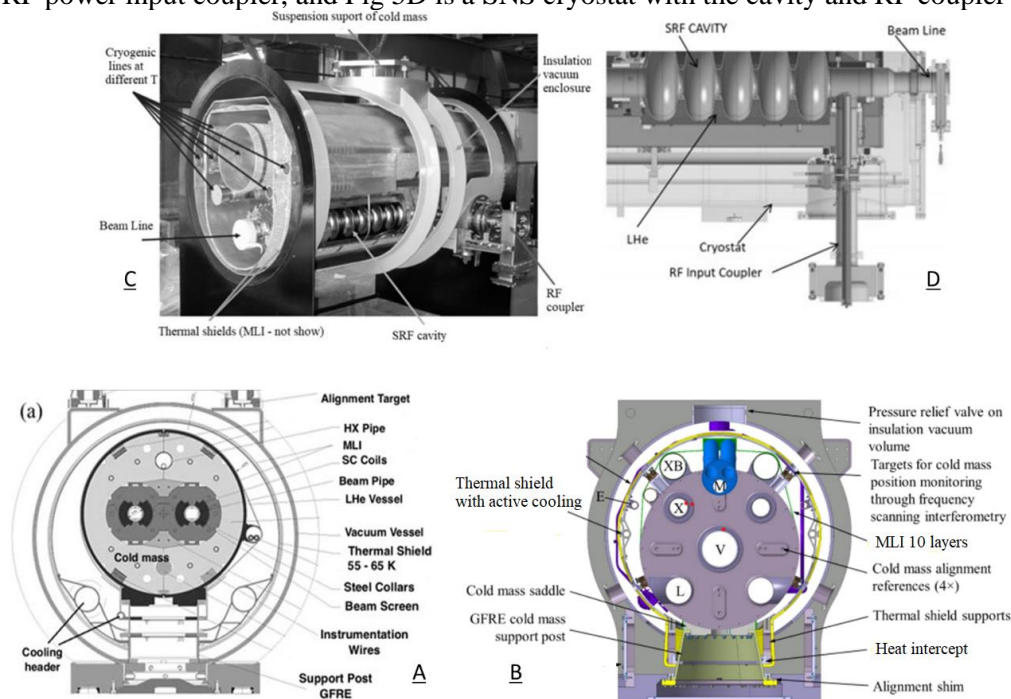 RF power input coupler, and Fig 3D is a SNS cryostat with the cavity and RF coupler
Suspension suport of cold mass
Cryogenic
lines at
different T
Insulation
vacuun
enclosure
Beam Line
C
RF
coupler
Thermal shields (MLI - not show)
SRF cavity
SRF CAVITY
Beam Line
LHe
Cryostat
RF Input Coupler
D
(a)
Alignment Target
HX Pipe
MLI
SC Coils
Beam Pipe
LHe Vessel
Vacuum Vessel
Thermal Shield
55 - 65 K
Steel Collars
Beam Screen
Instrumentation
Wires
Support Post
GFRE
Cold mass
Cooling
header
A
Thermal shield
with active cooling
Cold mass saddle
GFRE cold mass
support post
B
XB
M
E
X
V
L
Pressure relief valve on
insulation vacuum
volume
Targets for cold mass
position monitoring
through frequency
scanning interferometry
MLI 10 layers
Cold mass alignment
references (4×)
Thermal shield supports
Heat intercept
Alignment shim